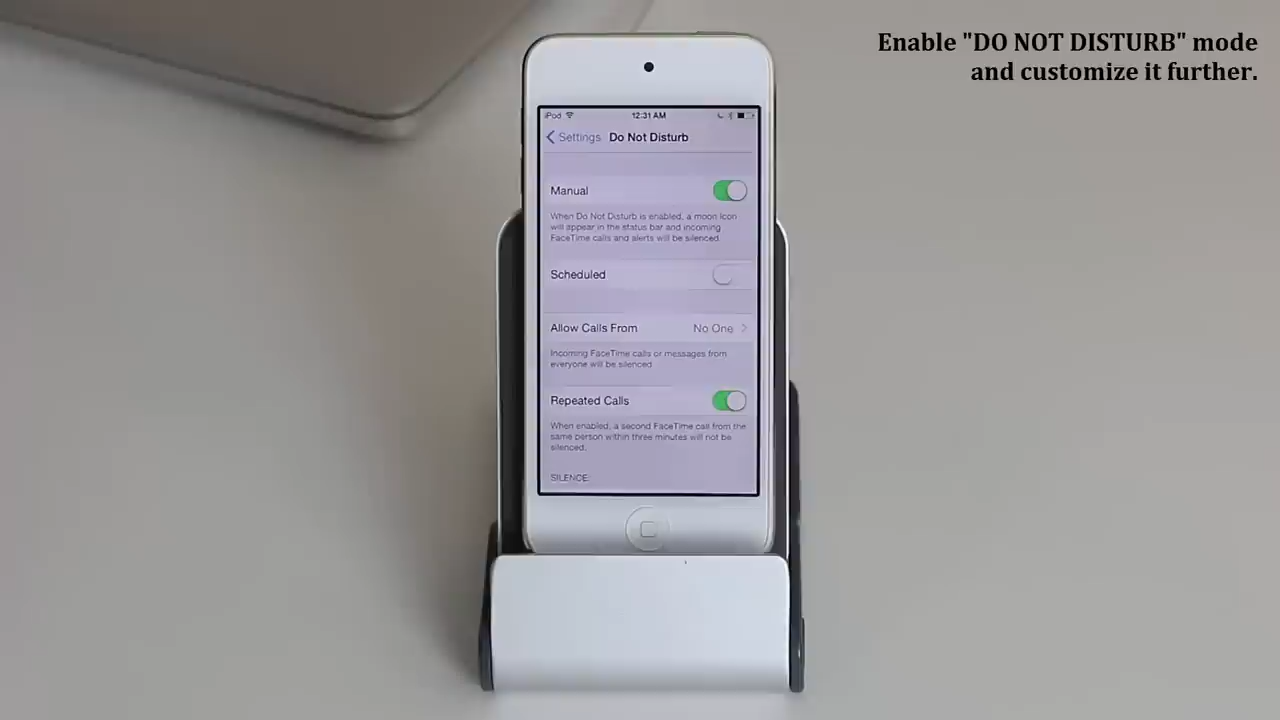 Enable "DO NOT DISTURB" mode
and customize it further.
iPod 12:31 AM
Settings Do Not Disturb
Manual
When Do Not Disturb is enabled, a moon icon
will appear in the status bar and incoming
FaceTime calls and alerts will be silenced.
Scheduled
Allow Calls From No One
Incoming FaceTime calls or messages from
everyone will be silenced.
Repeated Calls
When enabled, a second FaceTime call from the
same person within three minutes will not be
silenced.
SILENCE: